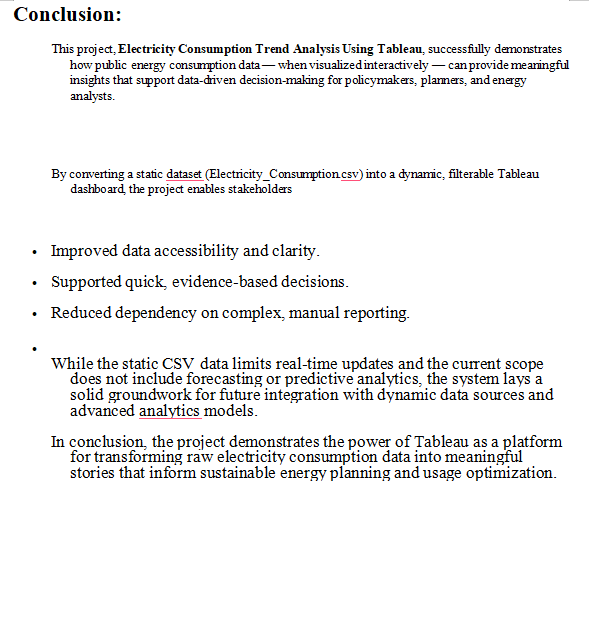 Conclusion:
This project, Electricity Consumption Trend Analysis Using Tableau, successfully demonstrates
how public energy consumption data — when visualized interactively — can provide meaningful
insights that support data-driven decision-making for policymakers, planners, and energy
analysts.
By converting a static dataset (Electricity_Consumption.csv) into a dynamic, filterable Tableau
dashboard, the project enables stakeholders
• Improved data accessibility and clarity.
• Supported quick, evidence-based decisions.
• Reduced dependency on complex, manual reporting.
•
While the static CSV data limits real-time updates and the current scope
does not include forecasting or predictive analytics, the system lays a
solid groundwork for future integration with dynamic data sources and
advanced analytics models.
In conclusion, the project demonstrates the power of Tableau as a platform
for transforming raw electricity consumption data into meaningful
stories that inform sustainable energy planning and usage optimization.